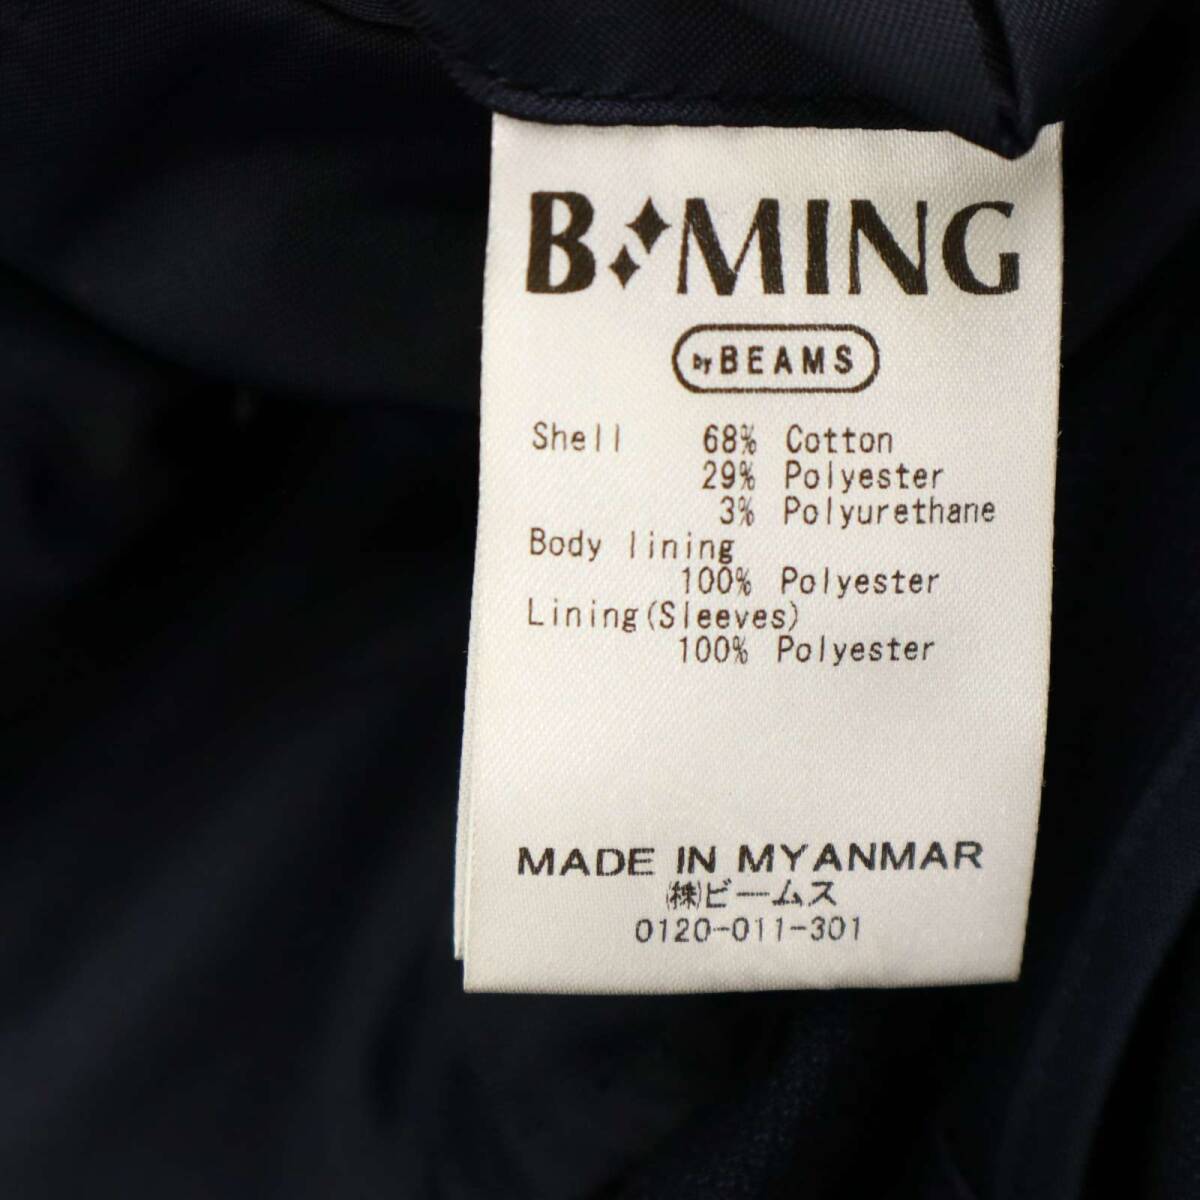 B MING
by BEAMS
Shell 68% Cotton
29% Polyester
3% Polyurethane
Body lining
100% Polyester
Lining(Sleeves)
100% Polyester
MADE IN MYANMAR
㈱ビームス
0120-011-301